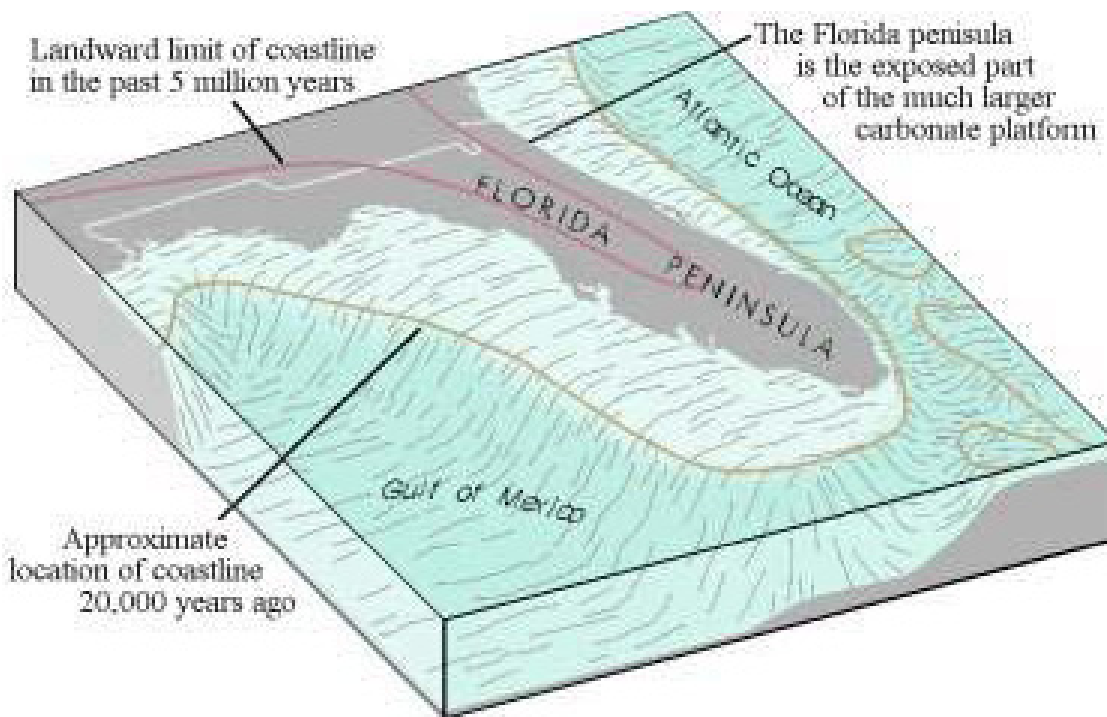 Landward limit of coastline
in the past 5 million years
The Florida penisula
is the exposed part
of the much larger
carbonate platform
Atlantic Ocean
FLORIDA PENINSULA
Gulf of Mexico
Approximate
location of coastline
20,000 years ago